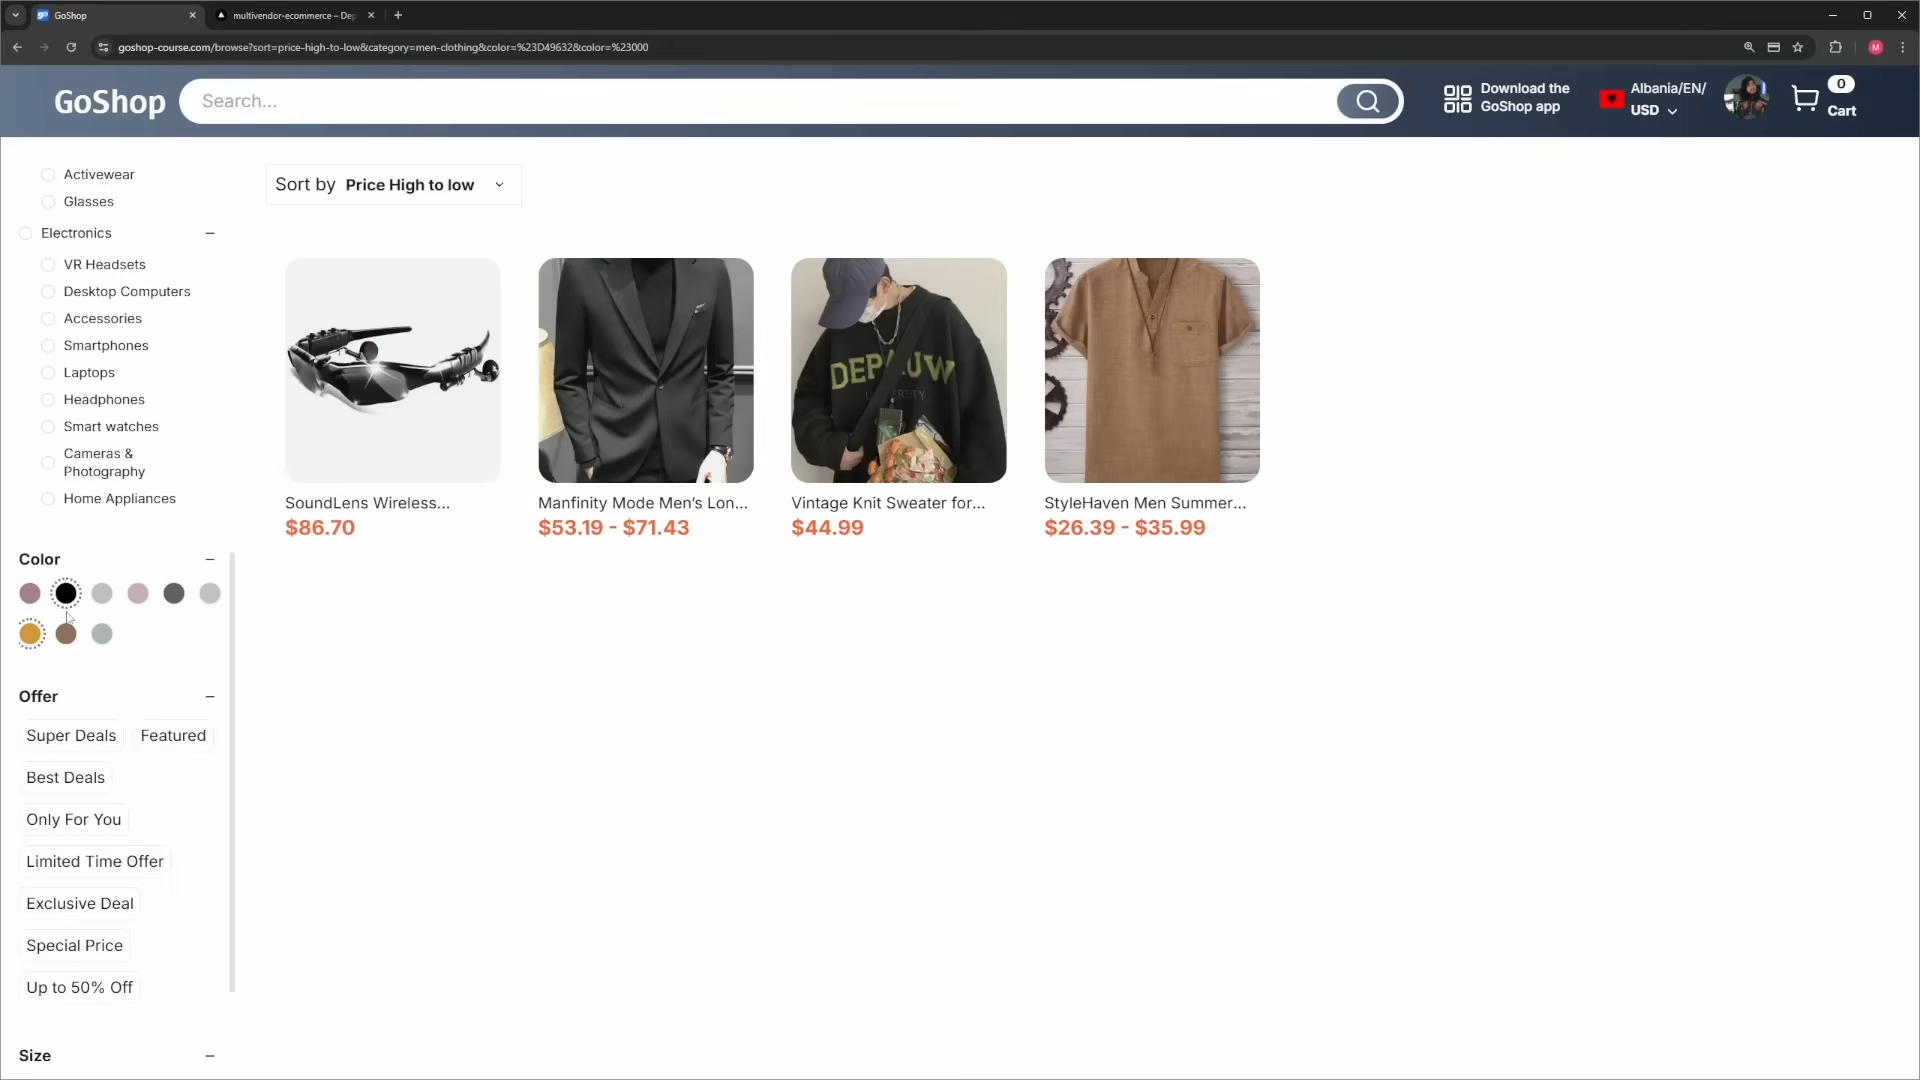 GoShop
multivendor-ecommerce – Dep
goshop-course.com/browse?sort=price-high-to-low&category=men-clothing&color=%23D49632&color=%23000
M
GoShop
Search...
Download the
GoShop app
Albania/EN/
USD
0
Cart
Activewear
Glasses
Electronics
VR Headsets
Desktop Computers
Accessories
Smartphones
Laptops
Headphones
Smart watches
Cameras &
Photography
Home Appliances
Color
Offer
Super Deals
Featured
Best Deals
Only For You
Limited Time Offer
Exclusive Deal
Special Price
Up to 50% Off
Size
Sort by Price High to low
SoundLens Wireless...
$86.70
Manfinity Mode Men's Lon...
$53.19 - $71.43
Vintage Knit Sweater for...
$44.99
StyleHaven Men Summer...
$26.39 - $35.99